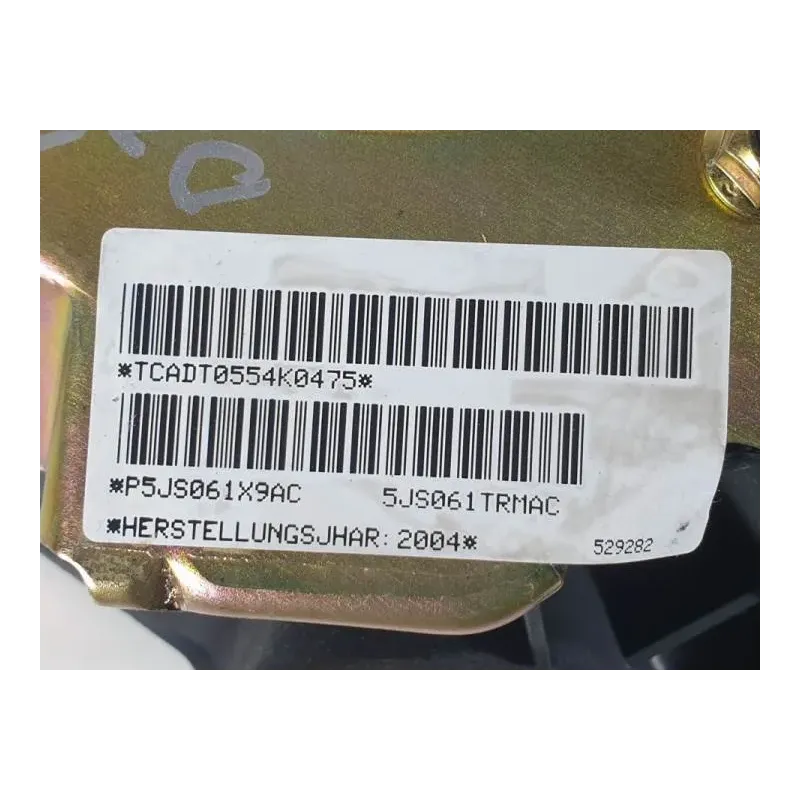 *TCADT0554K0475*
*P5JS061X9AC 5JS061TRMAC
*HERSTELLUNGSJHAR: 2004* 529282